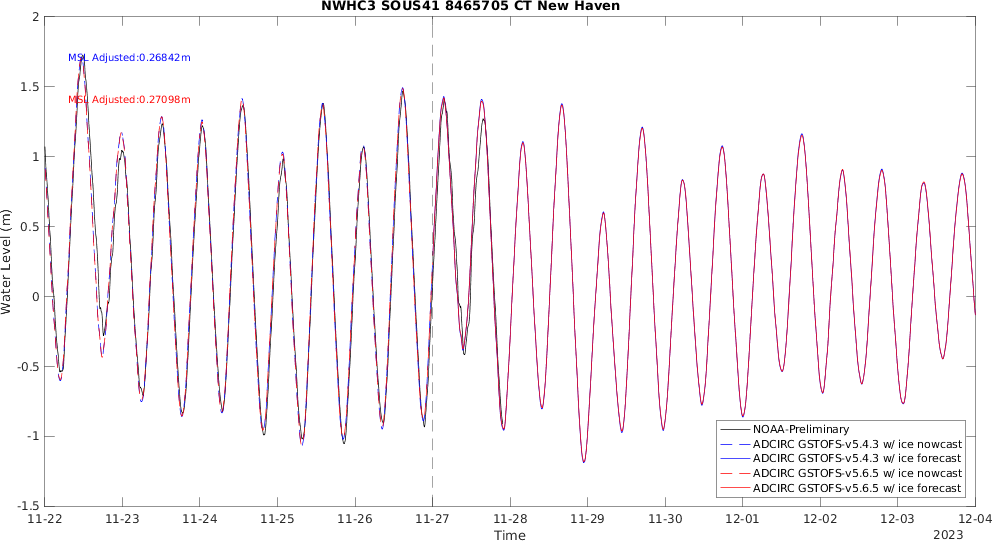 NWHC3 SOUS41 8465705 CT New Haven
2
MSL Adjusted:0.26842m
1.5
MSL Adjusted:0.27098m
1
0.5
Water Level (m)
0
-0.5
-1
NOAA-Preliminary
ADCIRC GSTOFS-v5.4.3 w/ ice nowcast
ADCIRC GSTOFS-v5.4.3 w/ ice forecast
ADCIRC GSTOFS-v5.6.5 w/ ice nowcast
ADCIRC GSTOFS-v5.6.5 w/ ice forecast
-1.5
11-22 11-23 11-24 11-25 11-26 11-27 11-28 11-29 11-30 12-01 12-02 12-03 12-04
Time
2023